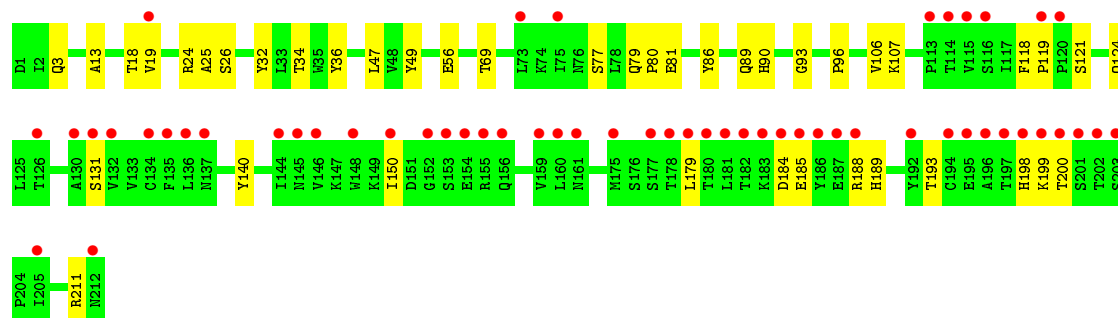 D1 I2 Q3 A13 T18 V19 R24 A25 S26 Y32 L33 T34 W35 Y36 L47 V48 Y49 E56 T69 L73 K74 I75 N76 S77 L78 Q79 P80 E81 Y86 Q89 H90 G93 P96 V106 K107 P113 T114 V115 S116 I117 F118 P119 P120 S121 Q124
L125 T126 A130 S131 V132 V133 C134 F135 L136 N137 Y140 I144 N145 V146 K147 W148 K149 I150 D151 G152 S153 E154 R155 Q156 V159 L160 N161 M175 S176 S177 T178 L179 T180 L181 T182 K183 D184 E185 Y186 E187 R188 H189 Y192 T193 C194 E195 A196 T197 H198 K199 T200 S201 T202 S203
P204 I205 R211 N212